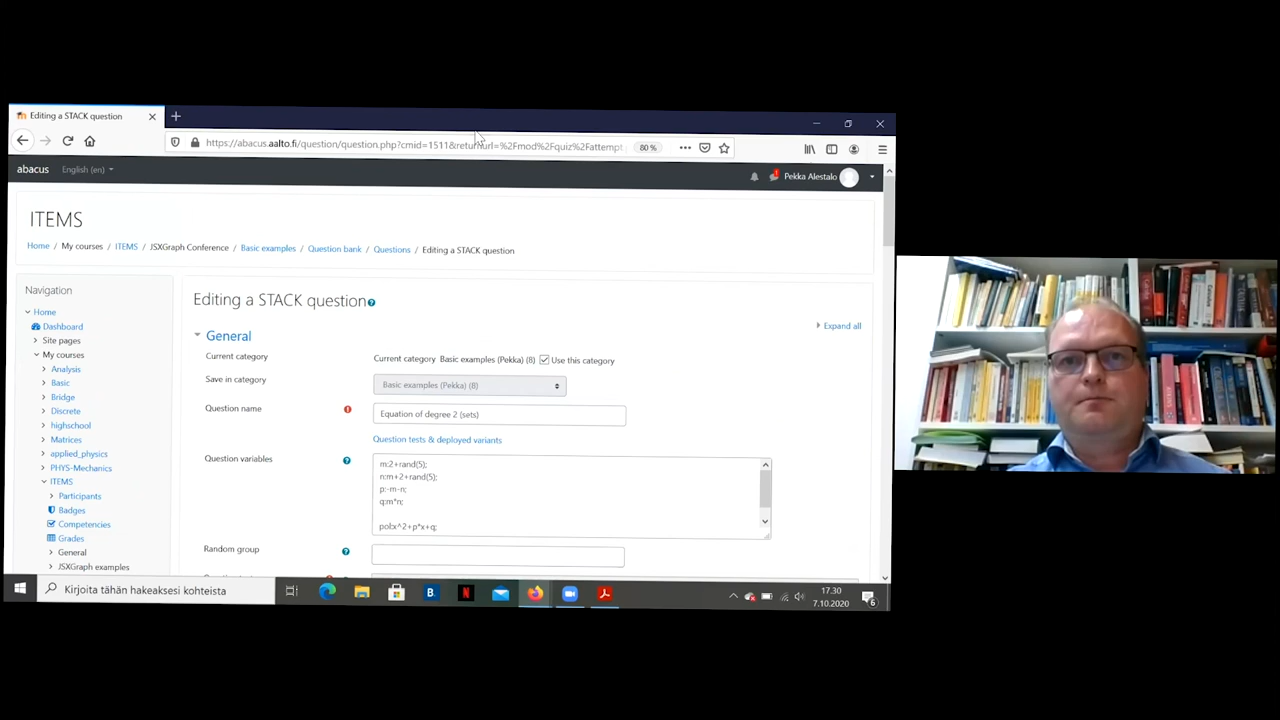 Editing a STACK question
https://abacus.aalto.fi/question/question.php?cmid=1511&returnurl=%2Fmod%2Fquiz%2Fattempt
80 %
abacus English (en)
Pekka Alestalo
ITEMS
Home / My courses / ITEMS / JSXGraph Conference / Basic examples / Question bank / Questions / Editing a STACK question
Navigation
Home
Dashboard
Site pages
My courses
Analysis
Basic
Bridge
Discrete
highschool
Matrices
applied_physics
PHYS-Mechanics
ITEMS
Participants
Badges
Competencies
Grades
General
JSXGraph examples
Editing a STACK question
Expand all
General
Current category Current category Basic examples (Pekka) (8) Use this category
Save in category Basic examples (Pekka) (8)
Question name Equation of degree 2 (sets)
Question tests & deployed variants
Question variables
m:2+rand(5);
n:m+2+rand(5);
p:-m-n;
q:m*n;
pol:x^2+p*x+q;
Random group
Kirjoita tähän hakeaksesi kohteista
17.30
7.10.2020
6